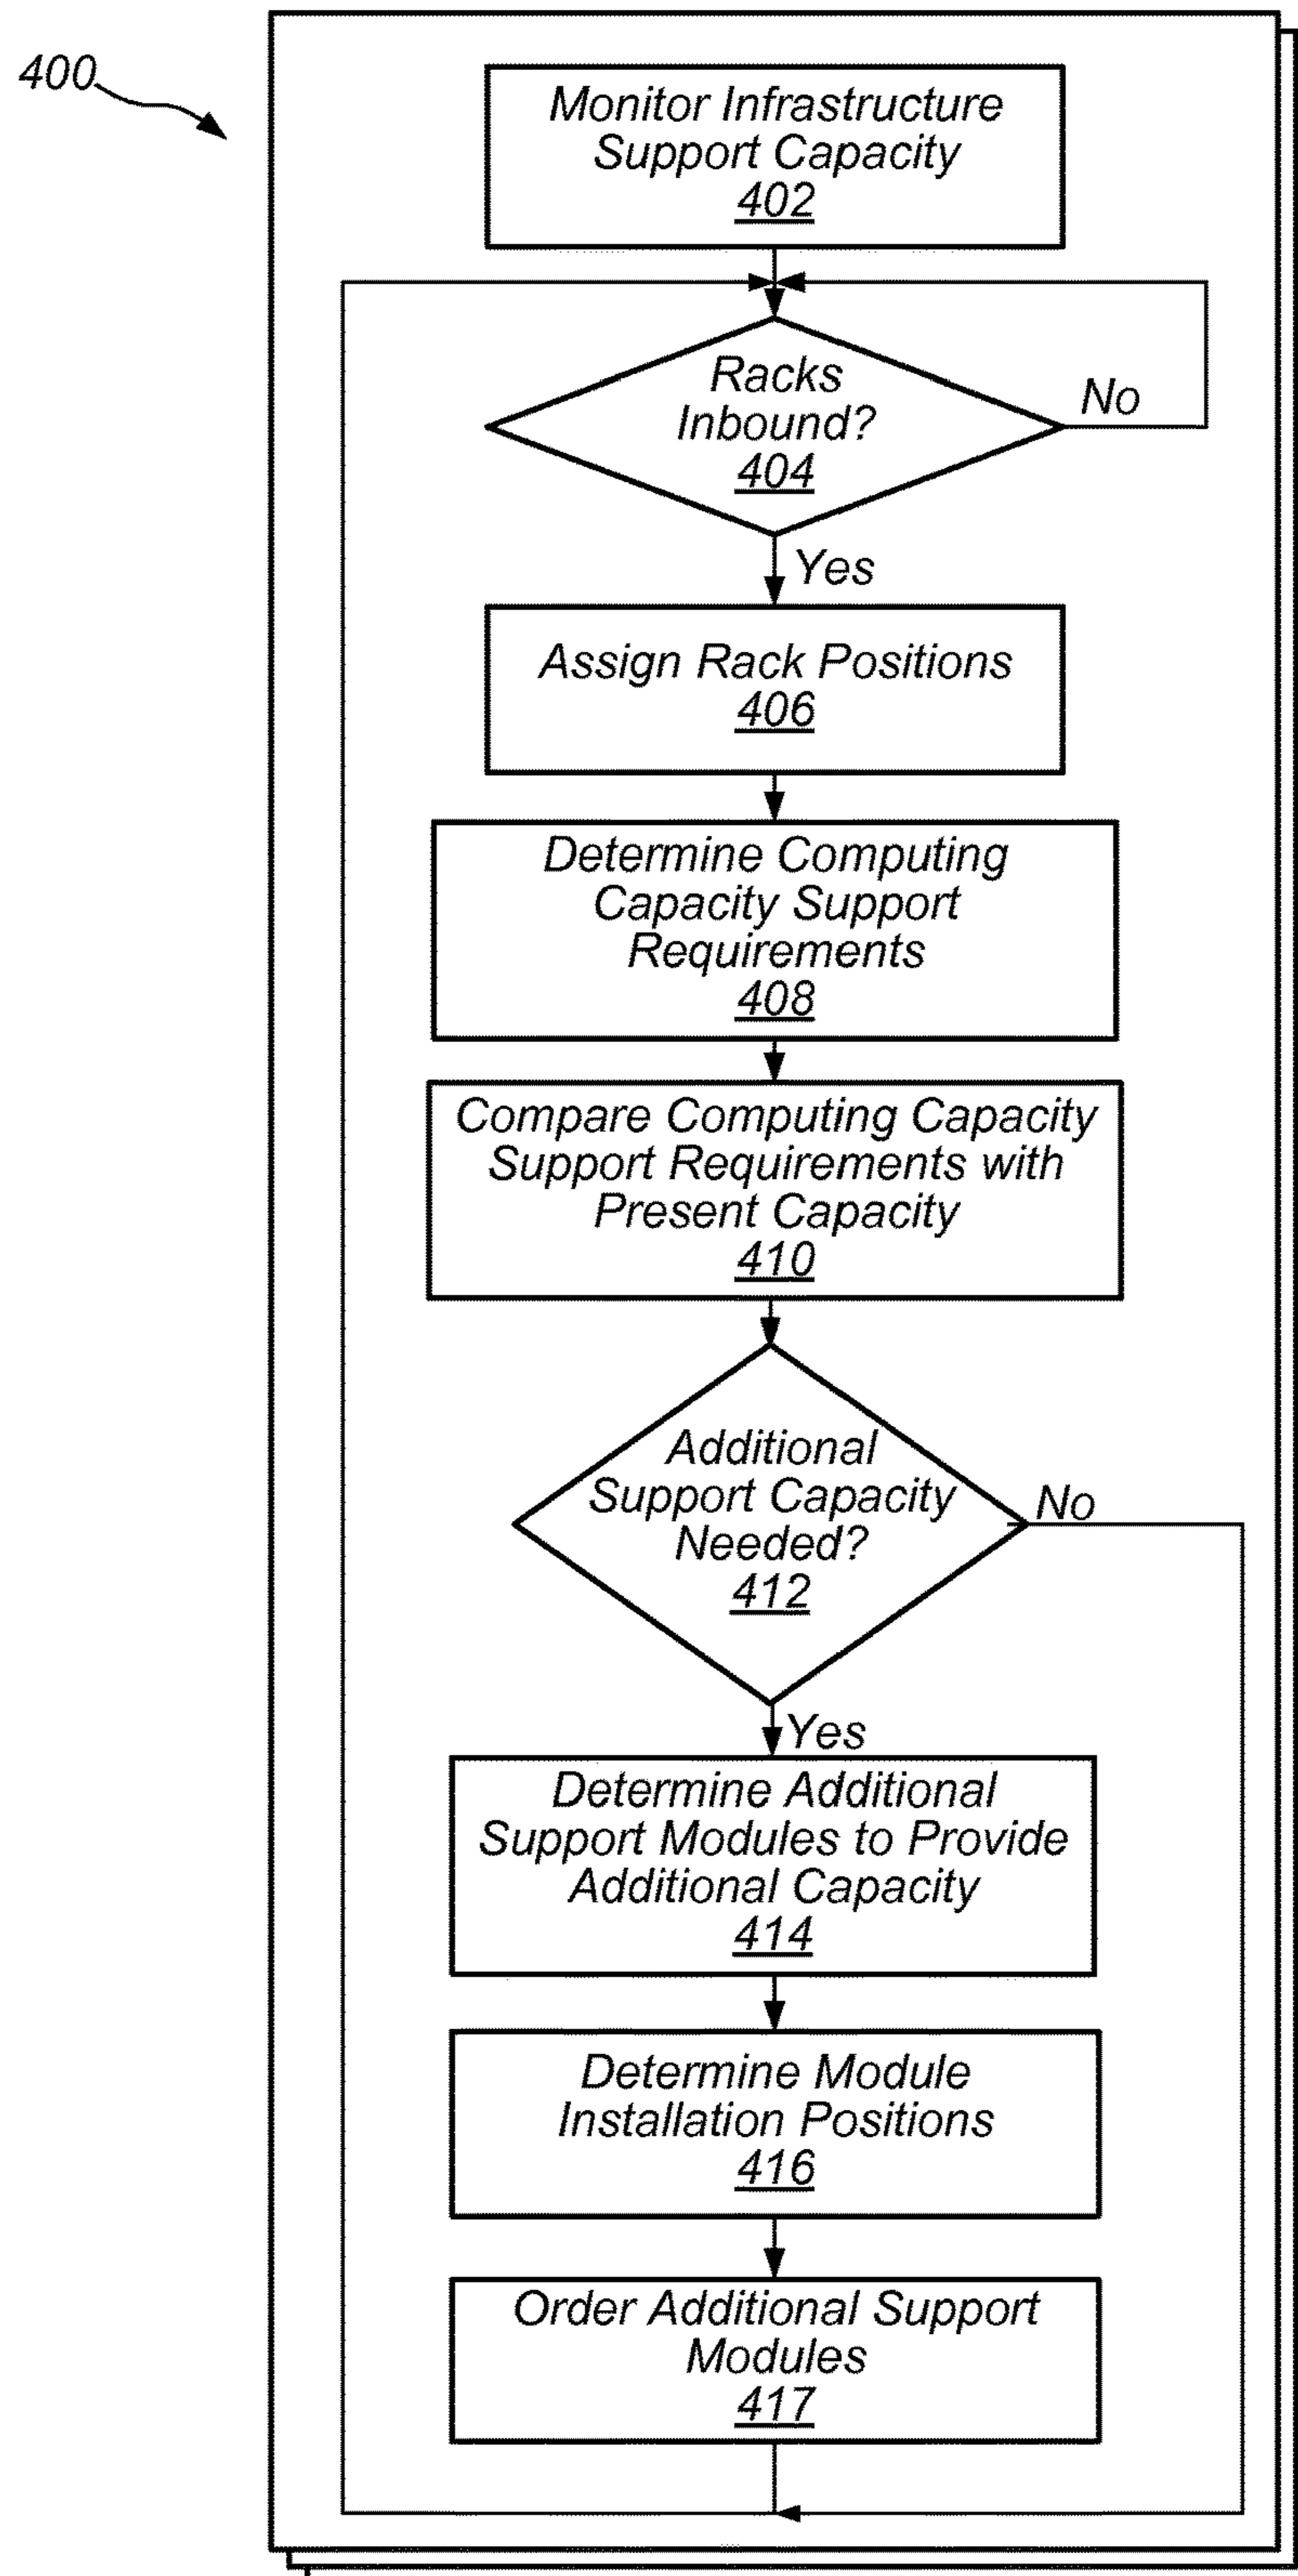 400
Monitor Infrastructure
Support Capacity
402
Racks
Inbound?
404
No
Yes
Assign Rack Positions
406
Determine Computing
Capacity Support
Requirements
408
Compare Computing Capacity
Support Requirements with
Present Capacity
410
Additional
Support Capacity
Needed?
412
No
Yes
Determine Additional
Support Modules to Provide
Additional Capacity
414
Determine Module
Installation Positions
416
Order Additional Support
Modules
417